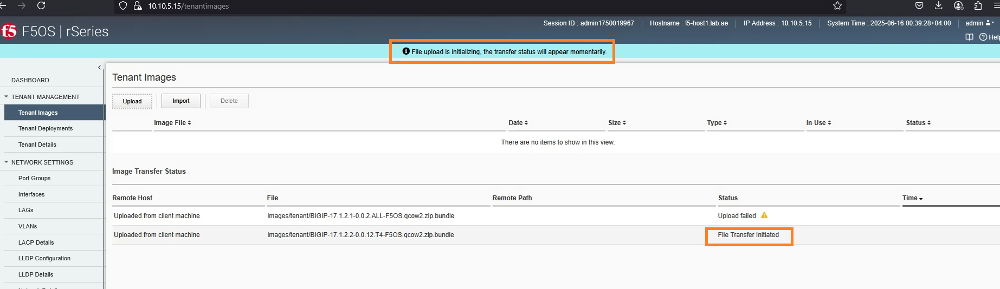 10.10.5.15/tenantimages
Session ID : admin1750019967 Hostname : f5-host1.lab.ae IP Address : 10.10.5.15 System Time : 2025-06-16 00:39:28+04:00 admin
f5 F5OS | rSeries
Help
File upload is initializing, the transfer status will appear momentarily.
DASHBOARD
TENANT MANAGEMENT
Tenant Images
Tenant Deployments
Tenant Details
NETWORK SETTINGS
Port Groups
Interfaces
LAGs
VLANs
LACP Details
LLDP Configuration
LLDP Details
Tenant Images
Upload Import Delete
Image File Date Size Type In Use Status
There are no items to show in this view.
Image Transfer Status
Remote Host File Remote Path Status Time
Uploaded from client machine images/tenant/BIGIP-17.1.2.1-0.0.2.ALL-F5OS.qcow2.zip.bundle Upload failed
Uploaded from client machine images/tenant/BIGIP-17.1.2.2-0.0.12.T4-F5OS.qcow2.zip.bundle File Transfer Initiated